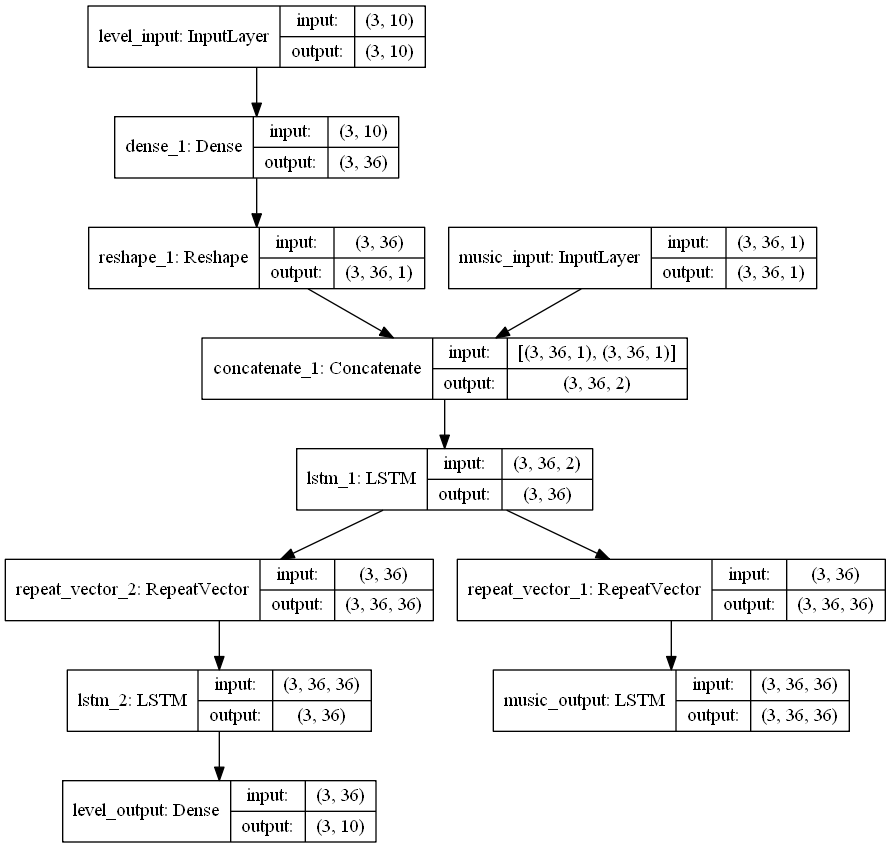 level_input: InputLayer
input: (3, 10)
output: (3, 10)
dense_1: Dense
input: (3, 10)
output: (3, 36)
reshape_1: Reshape
input: (3, 36)
output: (3, 36, 1)
music_input: InputLayer
input: (3, 36, 1)
output: (3, 36, 1)
concatenate_1: Concatenate
input: [(3, 36, 1), (3, 36, 1)]
output: (3, 36, 2)
lstm_1: LSTM
input: (3, 36, 2)
output: (3, 36)
repeat_vector_2: RepeatVector
input: (3, 36)
output: (3, 36, 36)
repeat_vector_1: RepeatVector
input: (3, 36)
output: (3, 36, 36)
lstm_2: LSTM
input: (3, 36, 36)
output: (3, 36)
music_output: LSTM
input: (3, 36, 36)
output: (3, 36, 36)
level_output: Dense
input: (3, 36)
output: (3, 10)